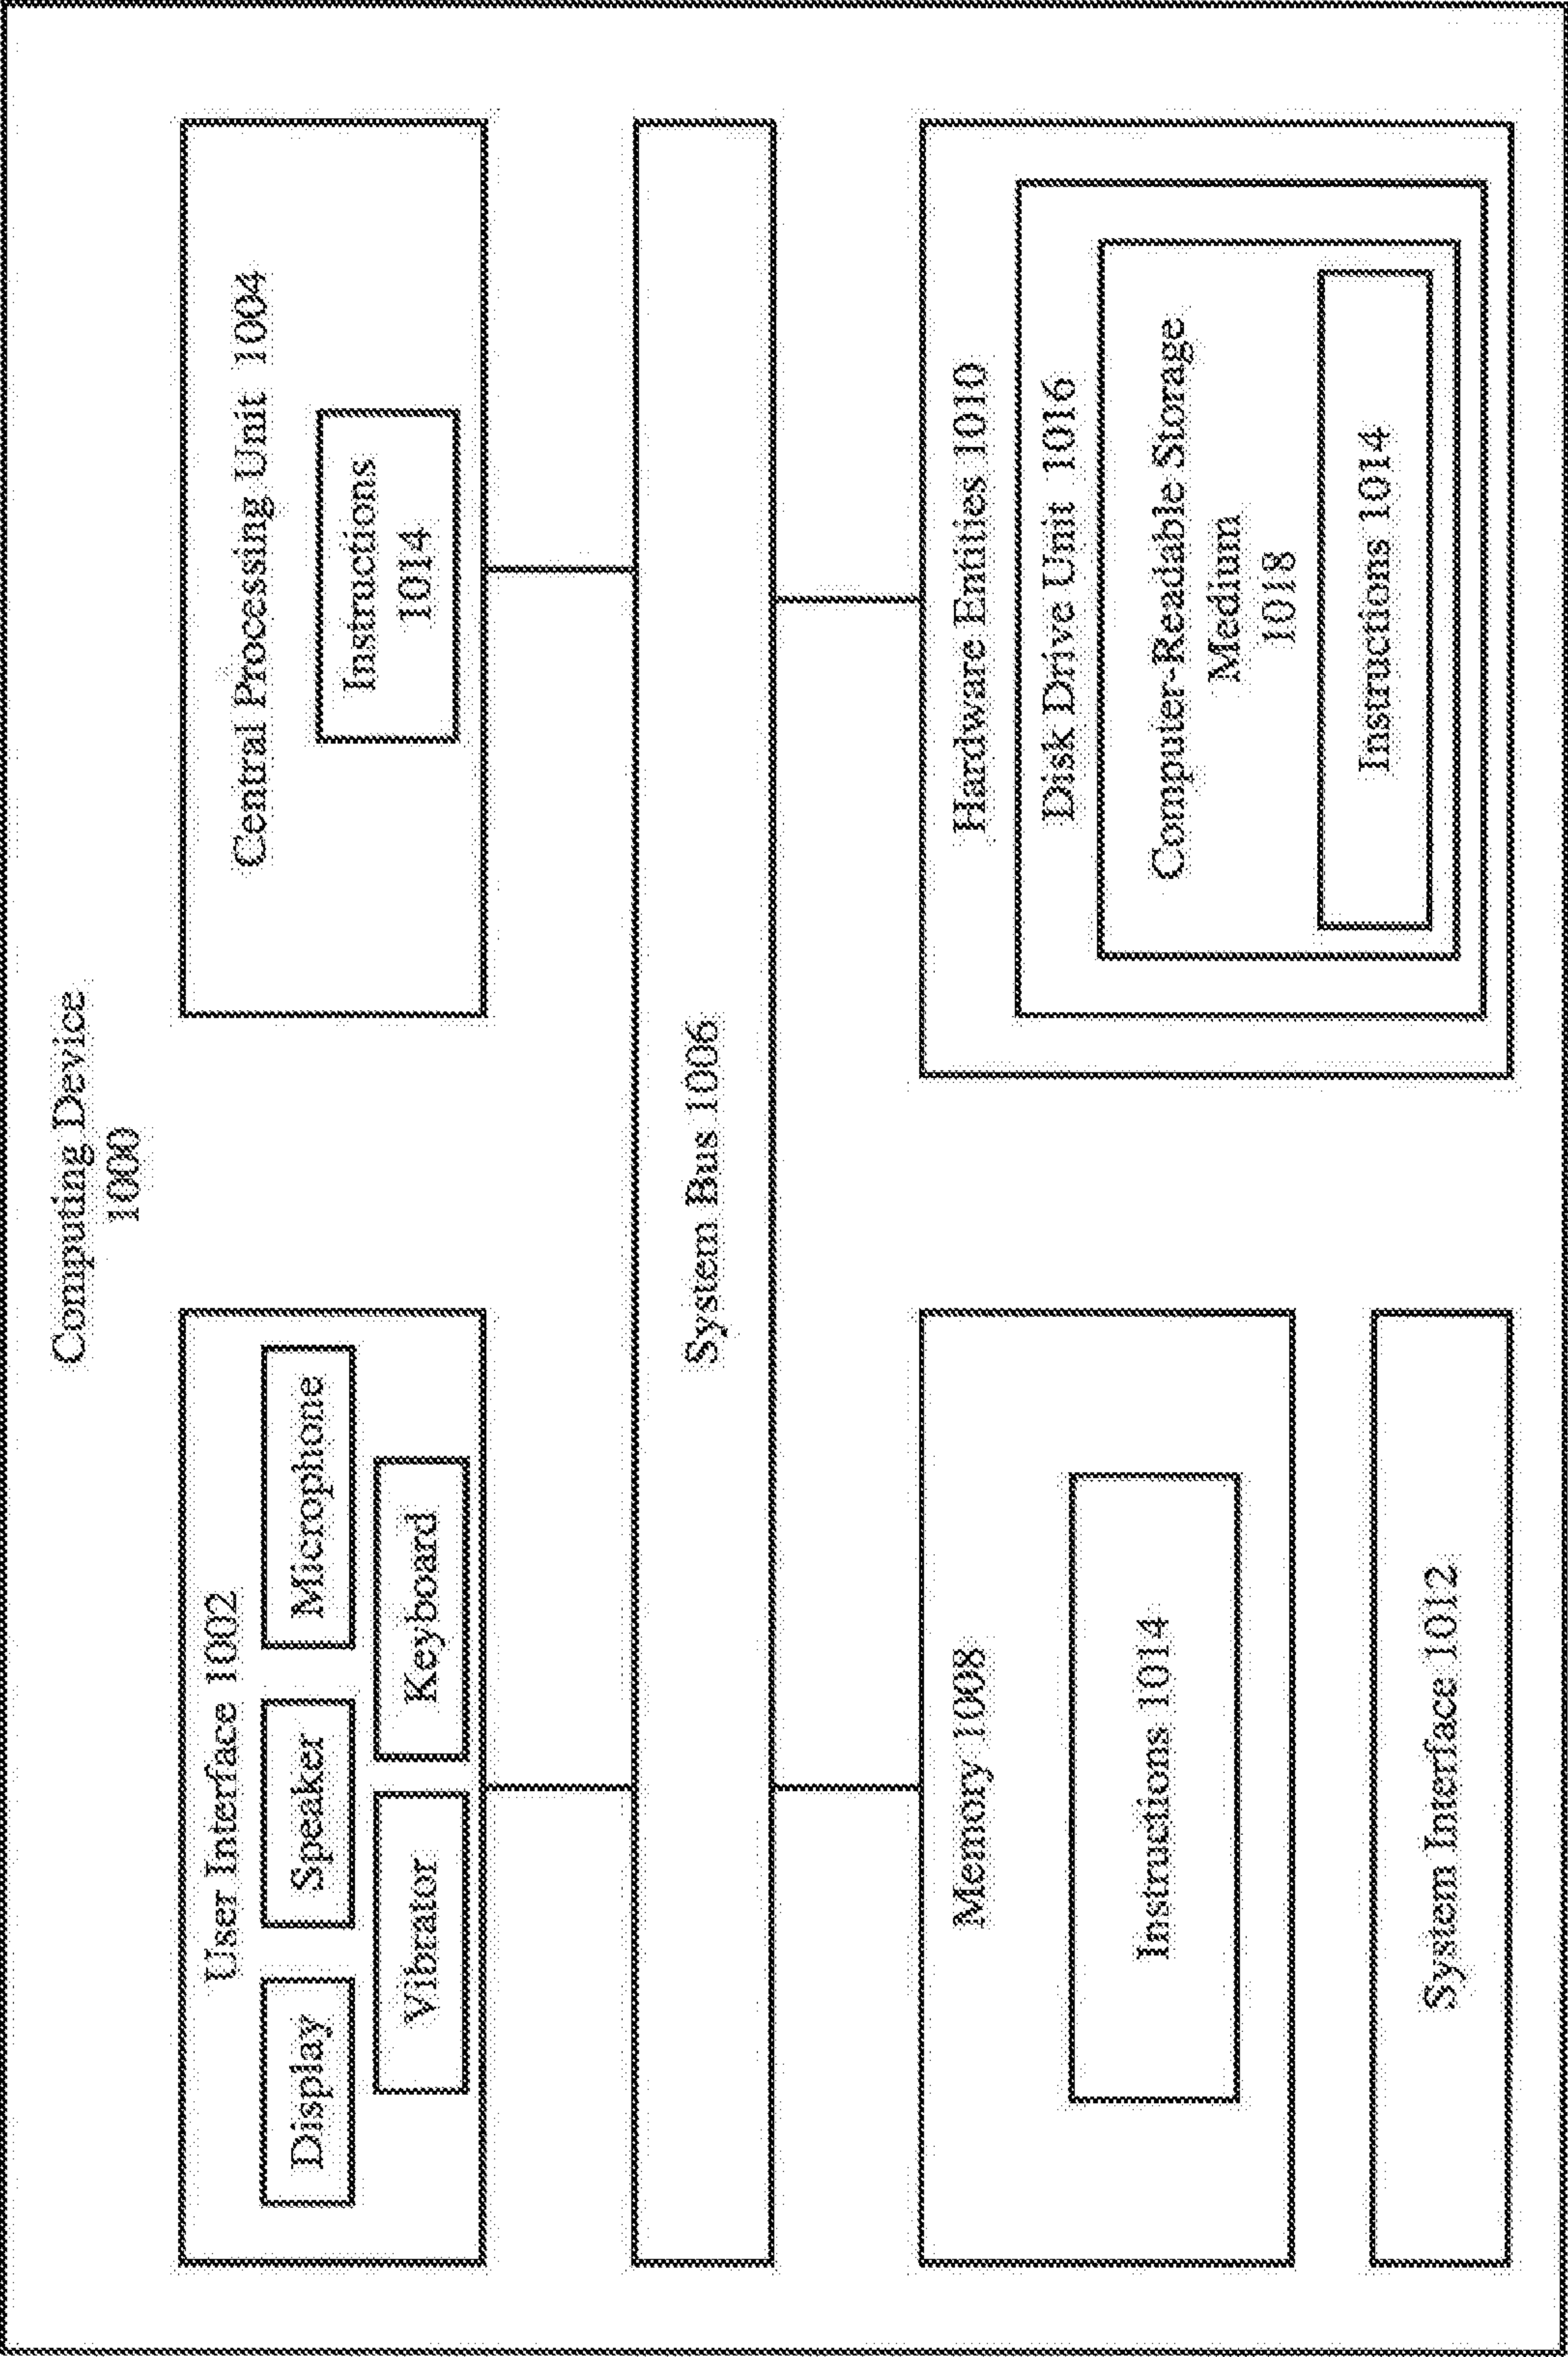 Computing Device
1000
User Interface 1002
Display
Speaker
Microphone
Vibrator
Keyboard
Central Processing Unit 1004
Instructions
1014
System Bus 1006
Memory 1008
Instructions 1014
System Interface 1012
Hardware Entities 1010
Disk Drive Unit 1016
Computer-Readable Storage
Medium
1018
Instructions 1014